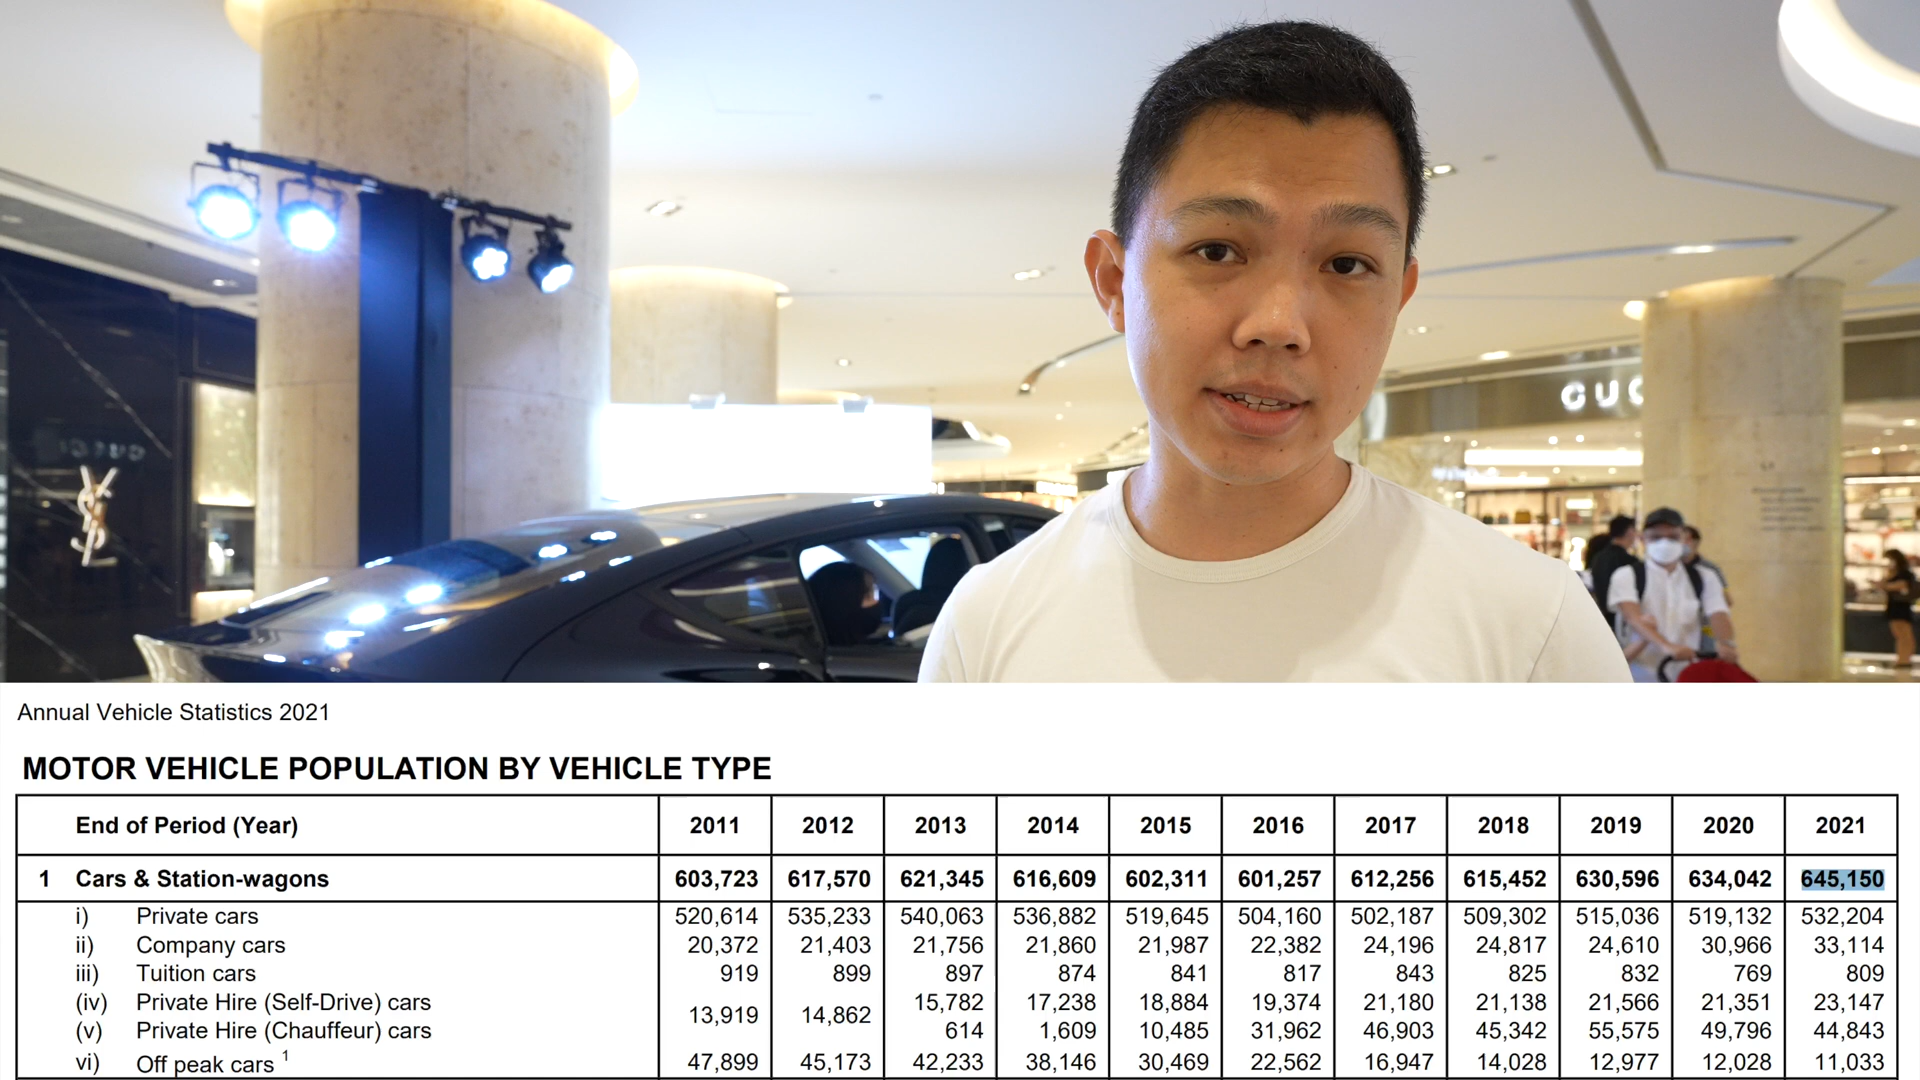 GUC
YSL
Annual Vehicle Statistics 2021
MOTOR VEHICLE POPULATION BY VEHICLE TYPE
End of Period (Year) 2011 2012 2013 2014 2015 2016 2017 2018 2019 2020 2021
1 Cars & Station-wagons 603,723 617,570 621,345 616,609 602,311 601,257 612,256 615,452 630,596 634,042 645,150
i) Private cars 520,614 535,233 540,063 536,882 519,645 504,160 502,187 509,302 515,036 519,132 532,204
ii) Company cars 20,372 21,403 21,756 21,860 21,987 22,382 24,196 24,817 24,610 30,966 33,114
iii) Tuition cars 919 899 897 874 841 817 843 825 832 769 809
(iv) Private Hire (Self-Drive) cars 15,782 17,238 18,884 19,374 21,180 21,138 21,566 21,351 23,147
13,919 14,862
(v) Private Hire (Chauffeur) cars 614 1,609 10,485 31,962 46,903 45,342 55,575 49,796 44,843
vi) Off peak cars 1 47,899 45,173 42,233 38,146 30,469 22,562 16,947 14,028 12,977 12,028 11,033